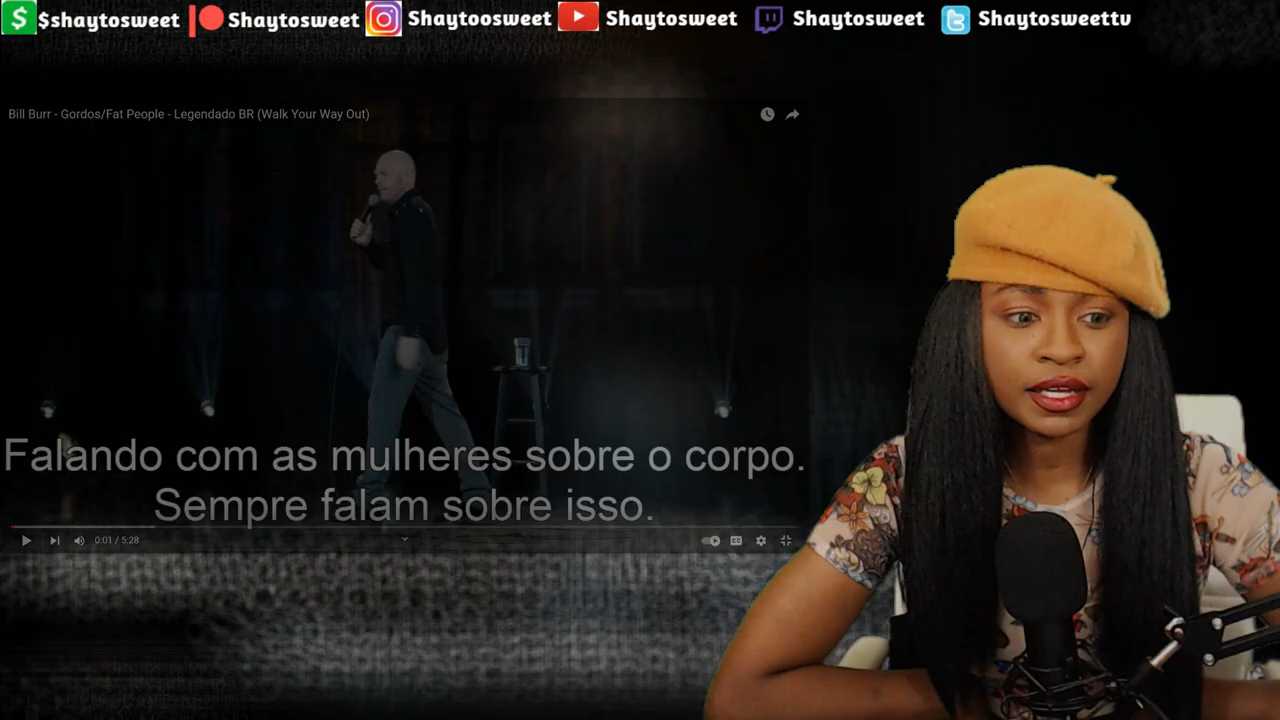 $shaytosweet Shaytosweet Shaytoosweet Shaytosweet Shaytosweet Shaytosweettv
Bill Burr - Gordos/Fat People - Legendado BR (Walk Your Way Out)
Falando com as mulheres sobre o corpo.
Sempre falam sobre isso.
0:01 / 5:28